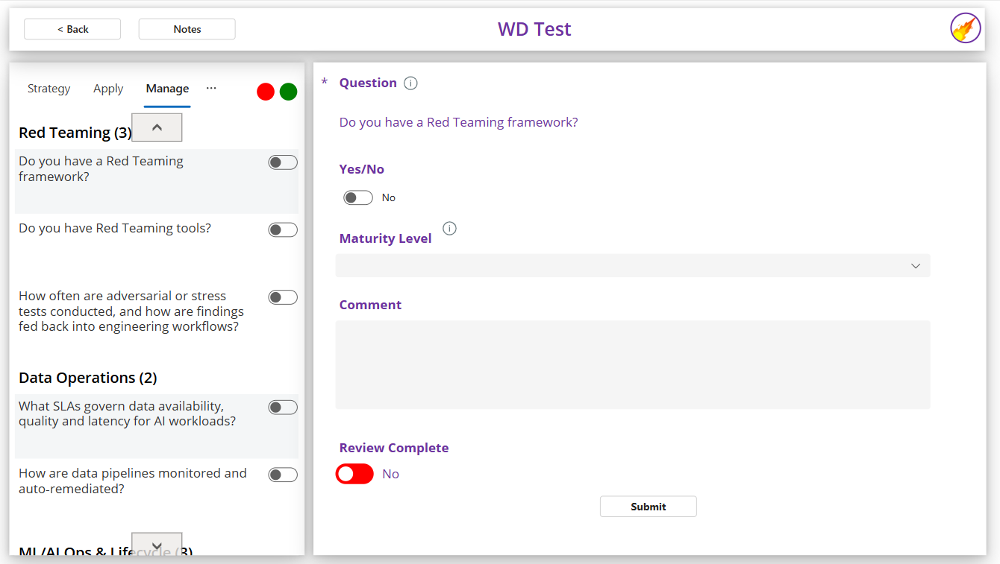 < Back
Notes
WD Test
Strategy
Apply
Manage
...
Red Teaming (3)
Do you have a Red Teaming
framework?
Do you have Red Teaming tools?
How often are adversarial or stress
tests conducted, and how are findings
fed back into engineering workflows?
Data Operations (2)
What SLAs govern data availability,
quality and latency for AI workloads?
How are data pipelines monitored and
auto-remediated?
ML/AI Ops & Lifecycle (3)
* Question
Do you have a Red Teaming framework?
Yes/No
No
Maturity Level
Comment
Review Complete
No
Submit